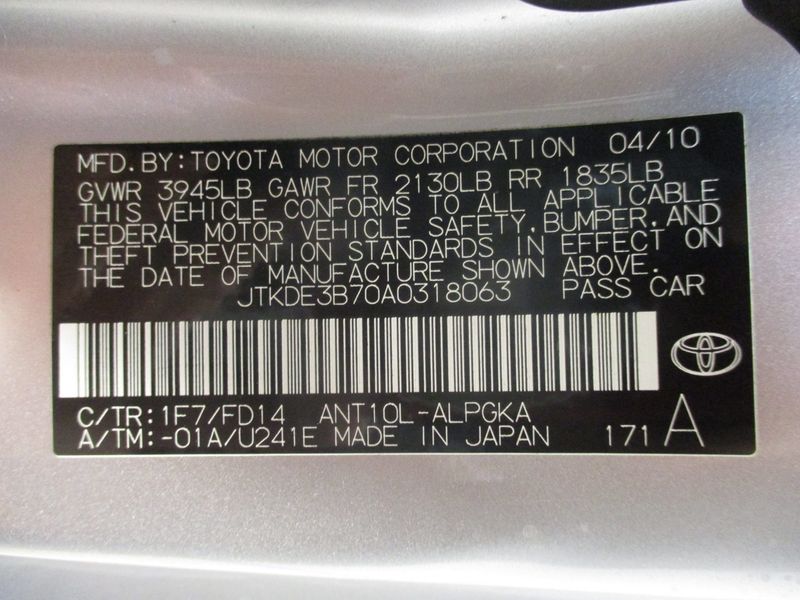 MFD. BY: TOYOTA MOTOR CORPORATION 04/10
GVWR 3945LB GAWR FR 2130LB RR 1835LB
THIS VEHICLE CONFORMS TO ALL APPLICABLE
FEDERAL MOTOR VEHICLE SAFETY, BUMPER, AND
THEFT PREVENTION STANDARDS IN EFFECT ON
THE DATE OF MANUFACTURE SHOWN ABOVE.
JTKDE3B70A0318063 PASS CAR
C/TR: 1F7/FD14 ANT10L-ALPGKA
A/TM: -01A/U241E MADE IN JAPAN 171 A